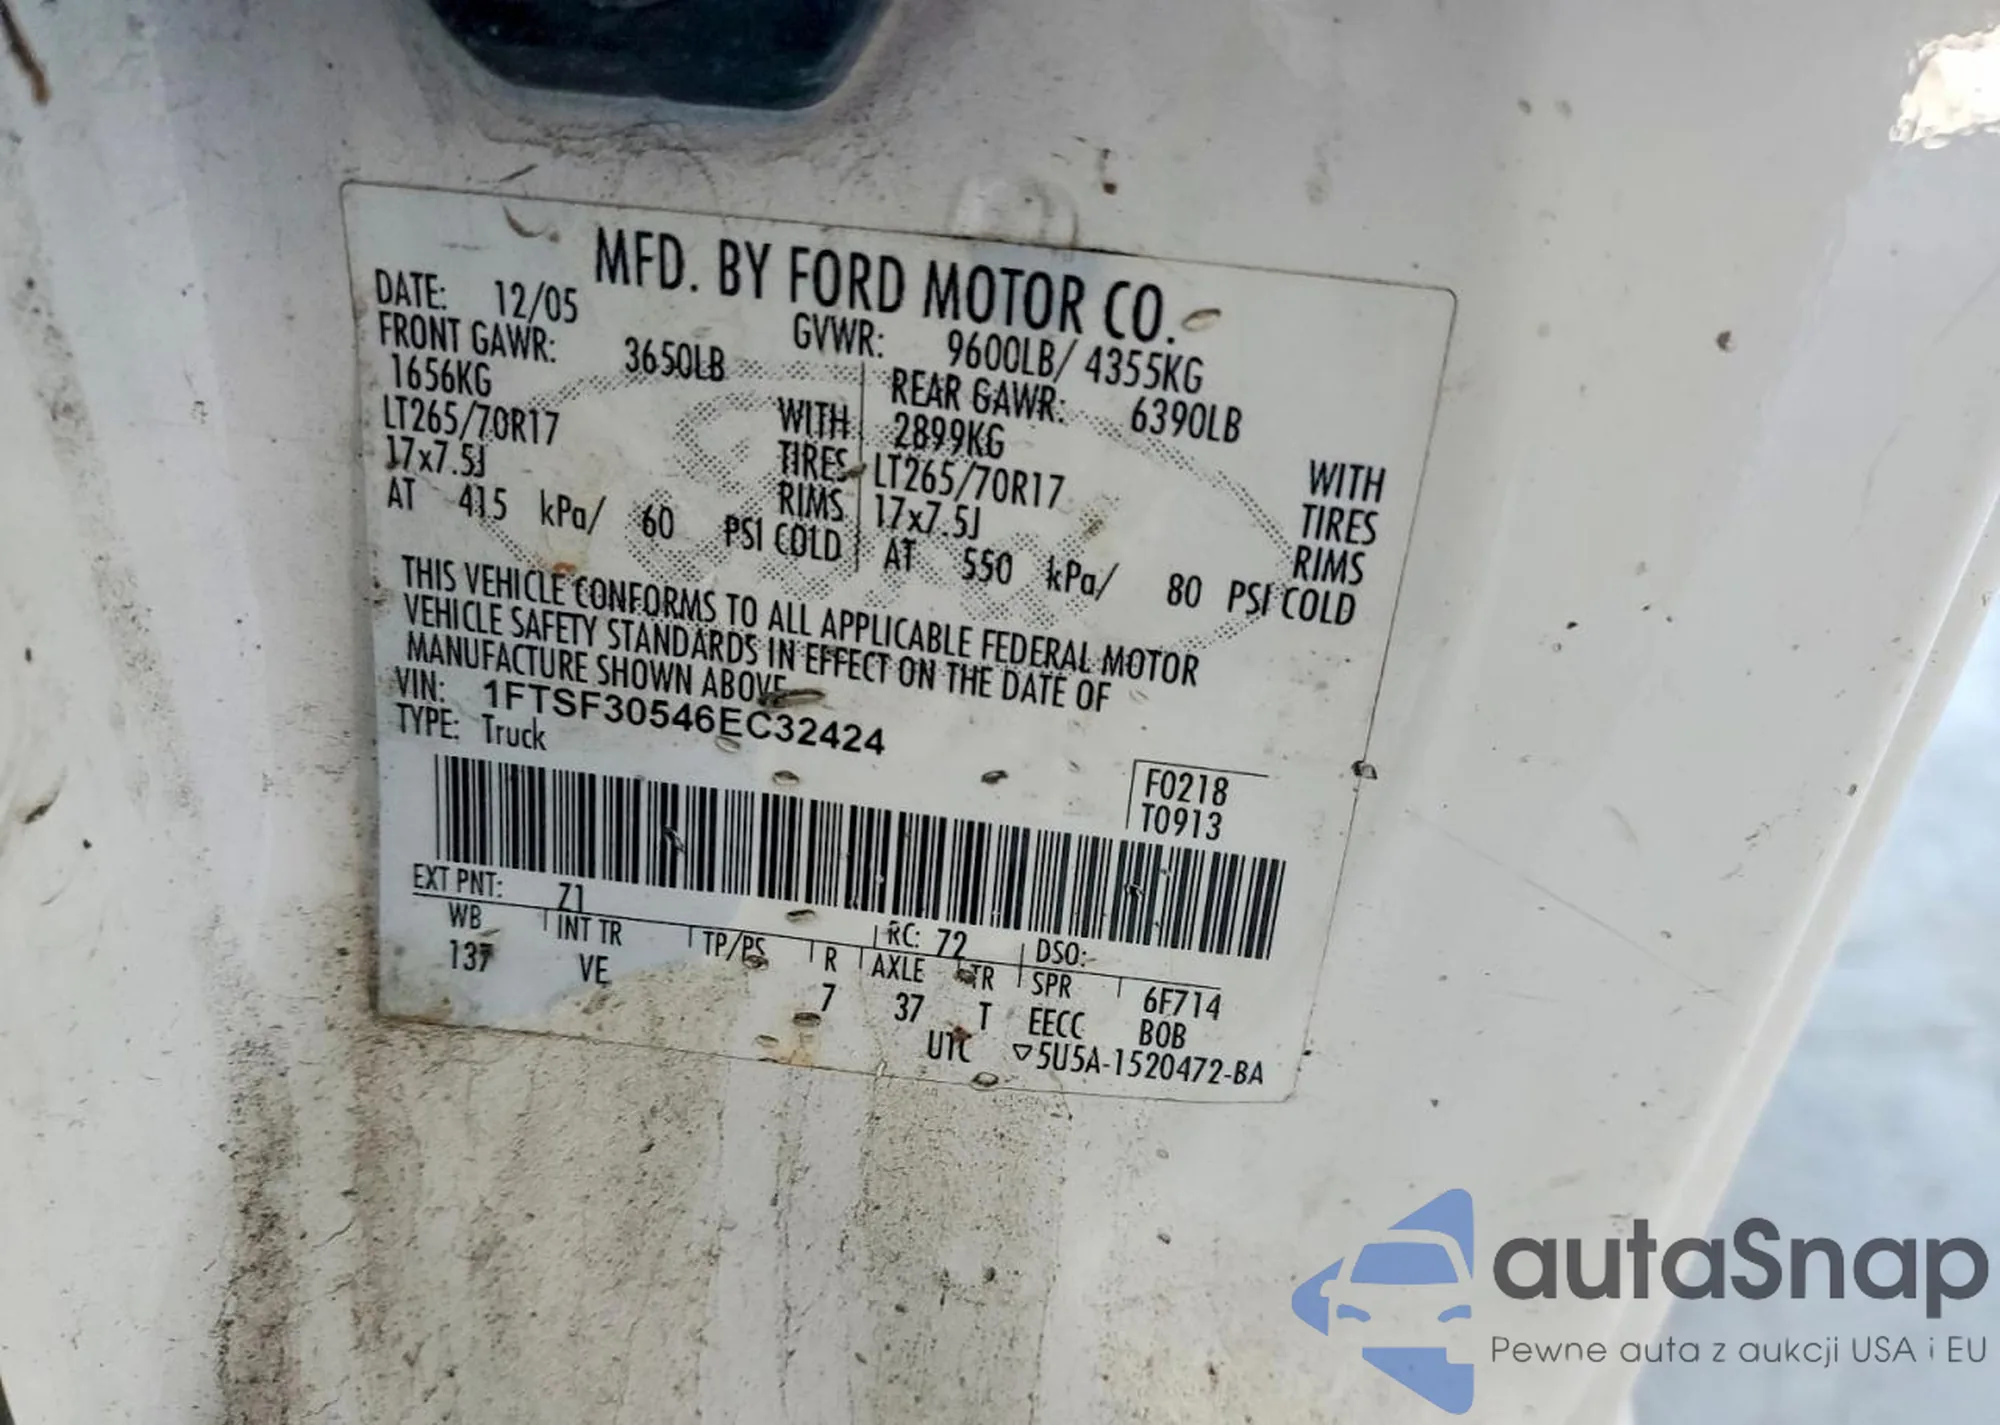 MFD. BY FORD MOTOR CO.
DATE: 12/05 GVWR: 9600LB/ 4355KG
FRONT GAWR: 3650LB REAR GAWR: 6390LB
1656KG WITH 2899KG WITH
LT265/70R17 TIRES LT265/70R17 TIRES
17x7.5J RIMS 17x7.5J RIMS
AT 415 kPa/ 60 PSI COLD AT 550 kPa/ 80 PSI COLD
THIS VEHICLE CONFORMS TO ALL APPLICABLE FEDERAL MOTOR
VEHICLE SAFETY STANDARDS IN EFFECT ON THE DATE OF
MANUFACTURE SHOWN ABOVE
VIN: 1FTSF30546EC32424
TYPE: Truck
F0218
T0913
EXT PNT: Z1 RC: 72 DSO:
WB INT TR TP/PS R AXLE TR SPR 6F714
137 VE 7 37 T EECC BOB
UTC ▽5U5A-1520472-BA
autaSnap
Pewne auta z aukcji USA i EU